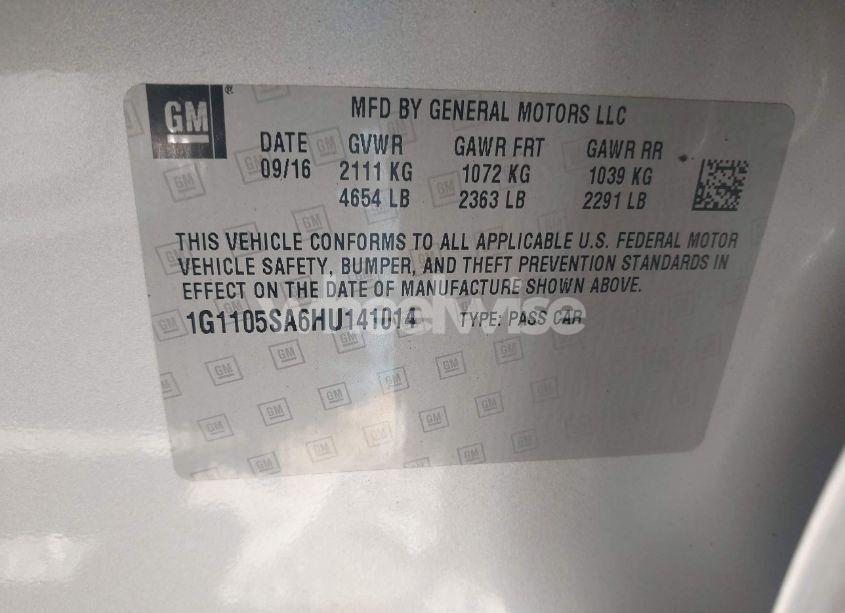 GM ® MFD BY GENERAL MOTORS LLC
DATE GVWR GAWR FRT GAWR RR
09/16 2111 KG 1072 KG 1039 KG
4654 LB 2363 LB 2291 LB
THIS VEHICLE CONFORMS TO ALL APPLICABLE U.S. FEDERAL MOTOR
VEHICLE SAFETY, BUMPER, AND THEFT PREVENTION STANDARDS IN
EFFECT ON THE DATE OF MANUFACTURE SHOWN ABOVE.
1G1105SA6HU141014 TYPE: PASS CAR